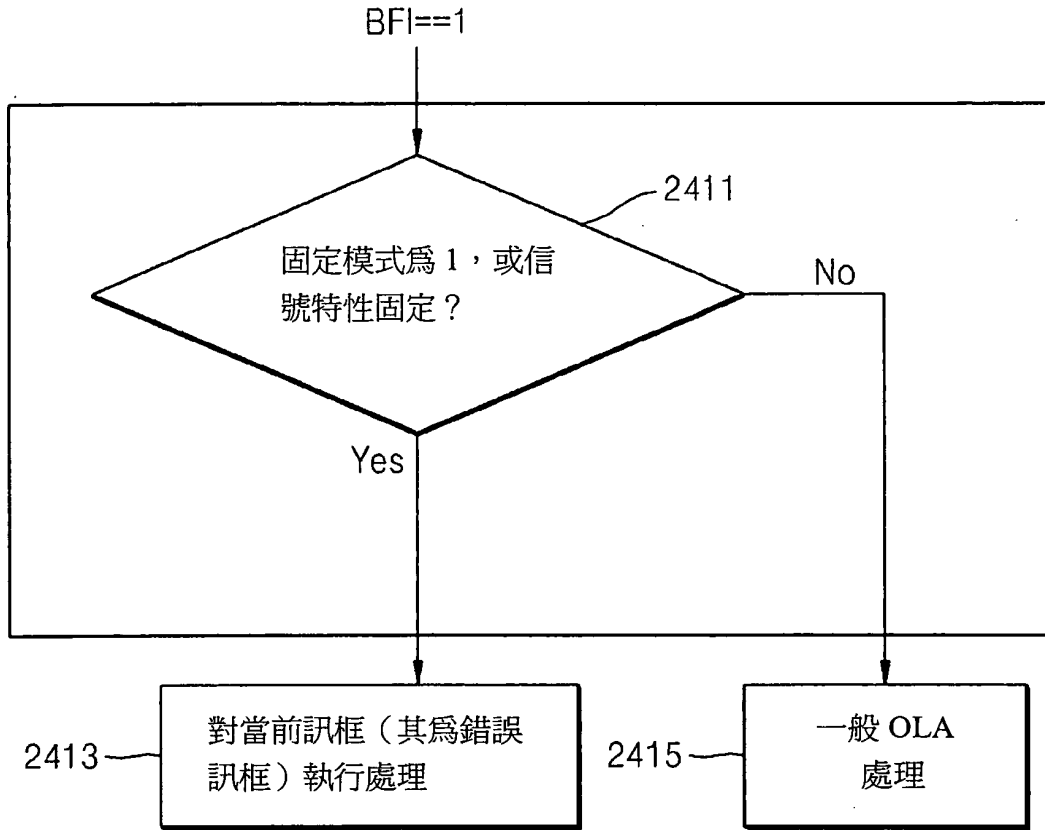 BFI==1
2411
固定模式爲 1，或信
號特性固定？
No
Yes
2413
對當前訊框（其爲錯誤
訊框）執行處理
2415
一般 OLA
處理